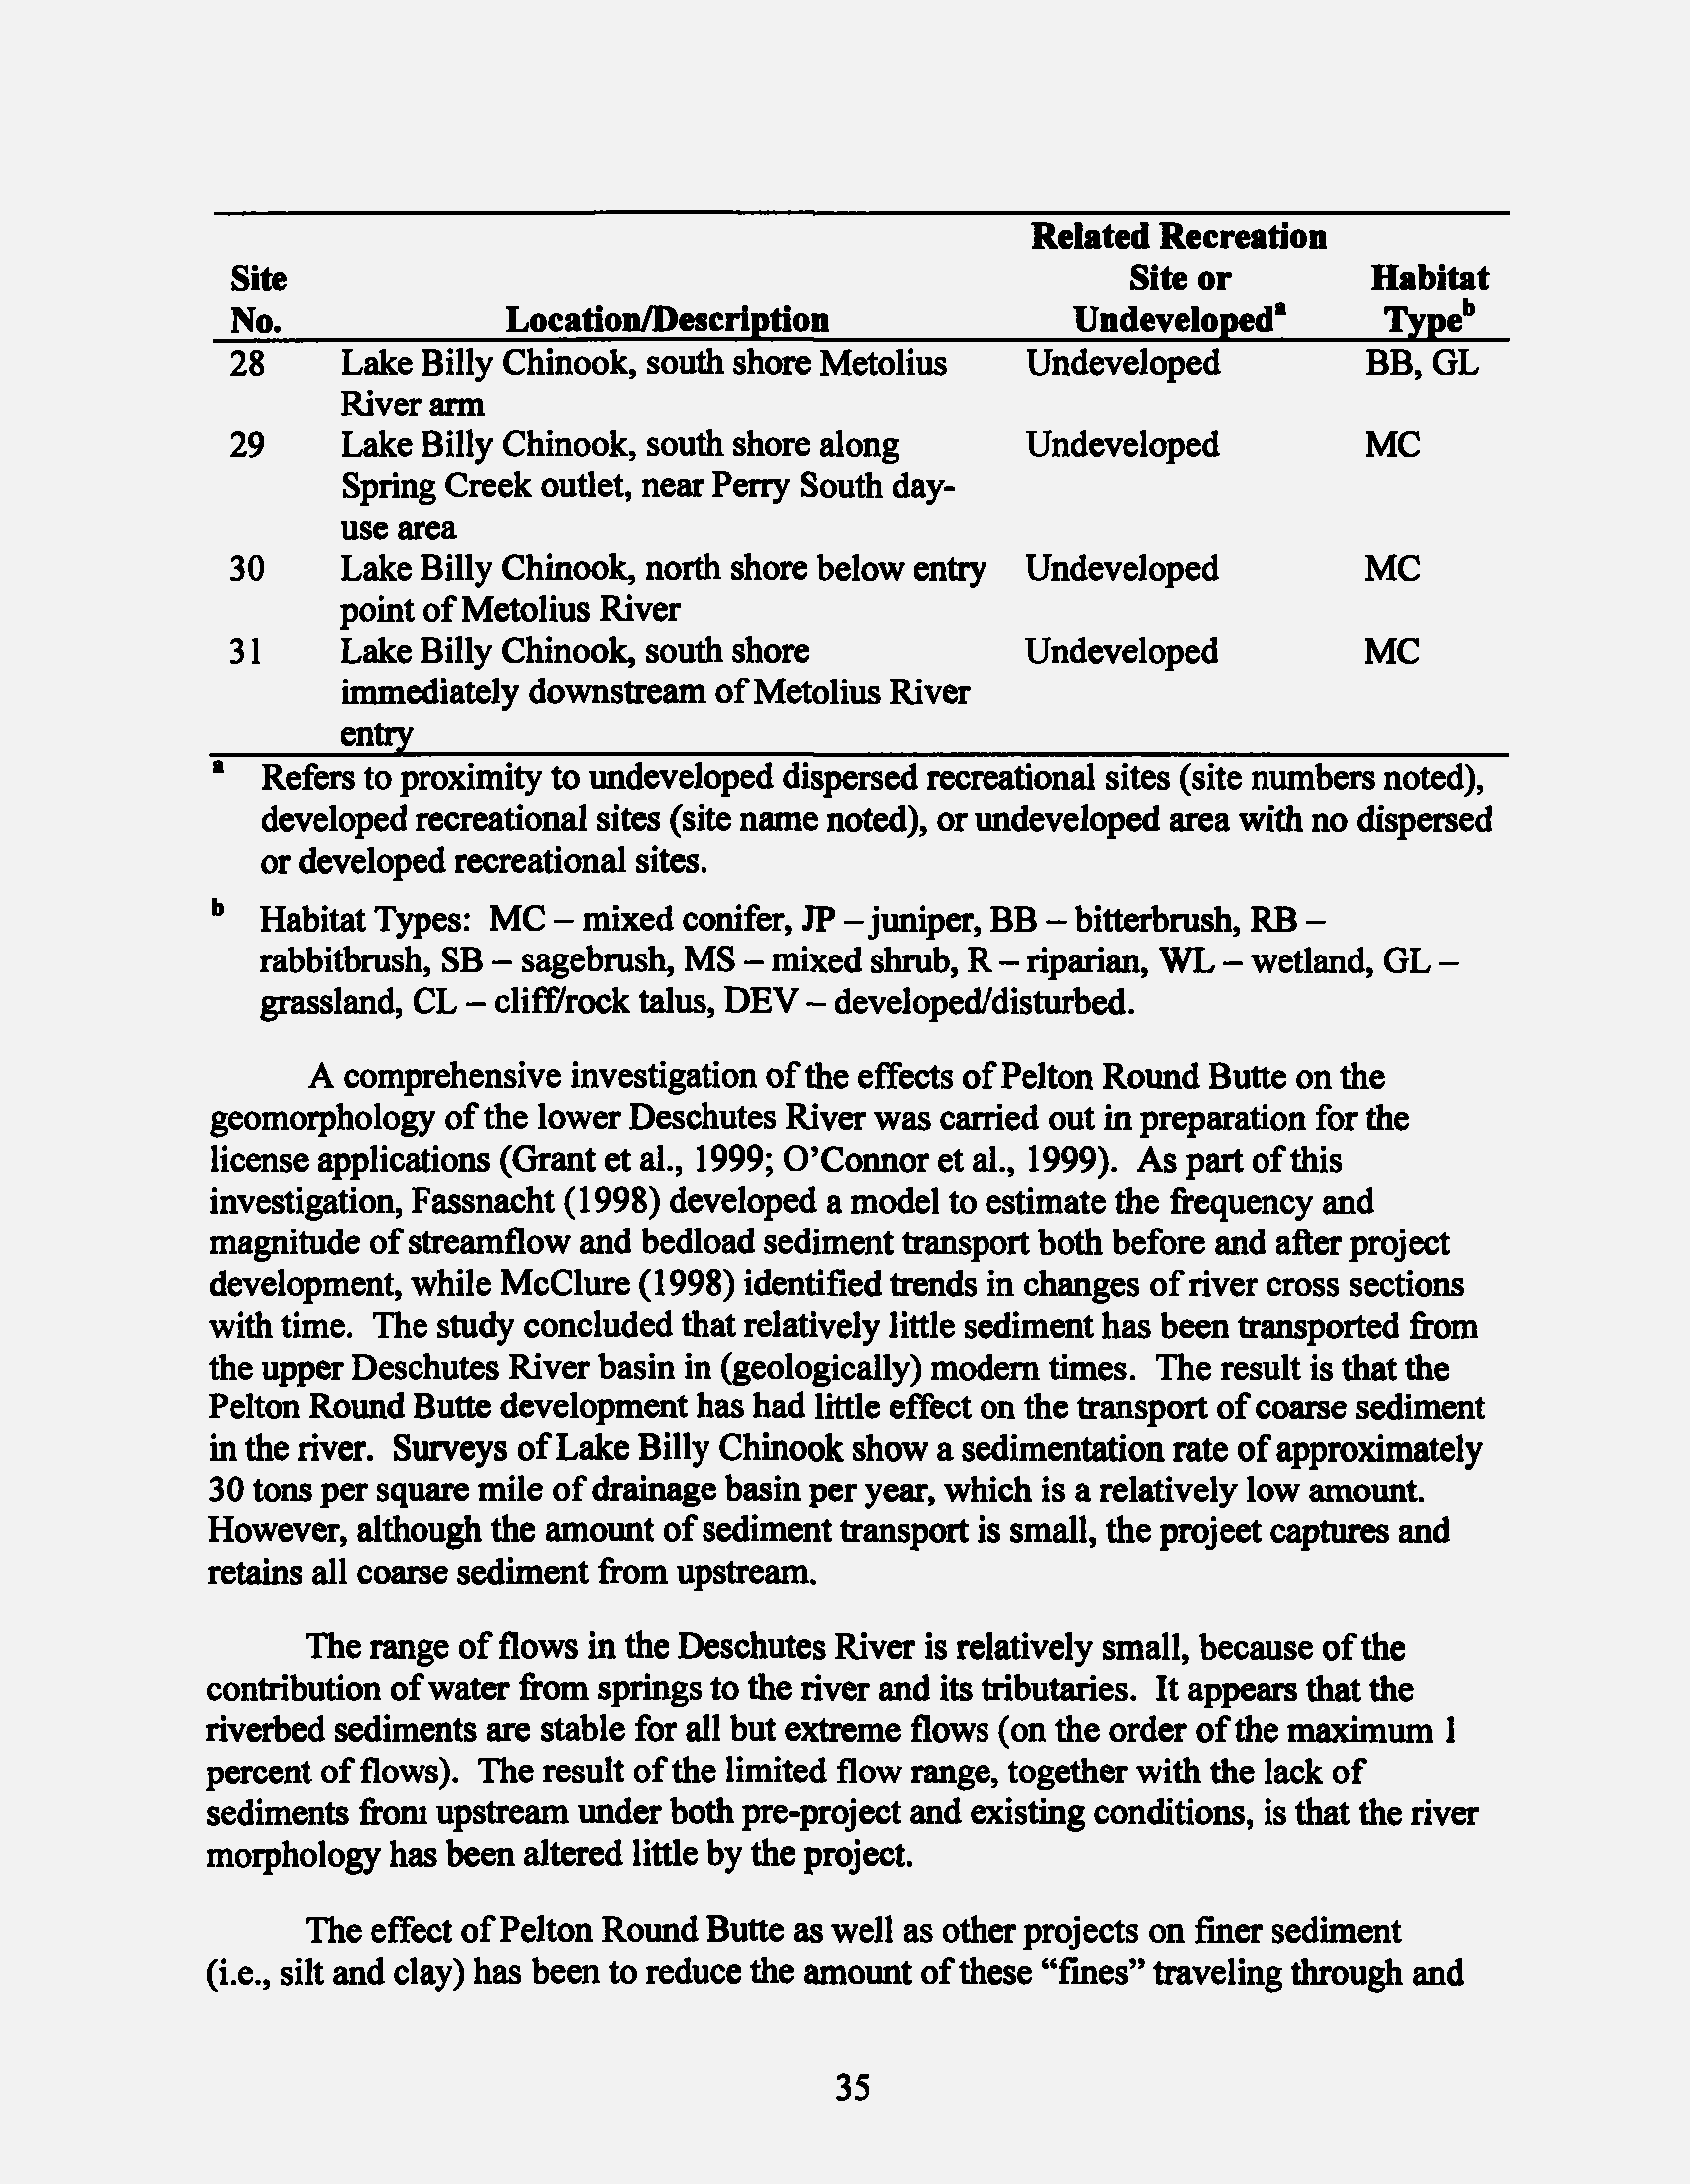 Related Recreation
Site Site or Habitat
No. Location/Description Undeveloped^a Type^b
28 Lake Billy Chinook, south shore Metolius Undeveloped BB, GL
River arm
29 Lake Billy Chinook, south shore along Undeveloped MC
Spring Creek outlet, near Perry South day-
use area
30 Lake Billy Chinook, north shore below entry Undeveloped MC
point of Metolius River
31 Lake Billy Chinook, south shore Undeveloped MC
immediately downstream of Metolius River
entry
a Refers to proximity to undeveloped dispersed recreational sites (site numbers noted),
developed recreational sites (site name noted), or undeveloped area with no dispersed
or developed recreational sites.
b Habitat Types: MC – mixed conifer, JP – juniper, BB – bitterbrush, RB –
rabbitbrush, SB – sagebrush, MS – mixed shrub, R – riparian, WL – wetland, GL –
grassland, CL – cliff/rock talus, DEV – developed/disturbed.
A comprehensive investigation of the effects of Pelton Round Butte on the
geomorphology of the lower Deschutes River was carried out in preparation for the
license applications (Grant et al., 1999; O'Connor et al., 1999). As part of this
investigation, Fassnacht (1998) developed a model to estimate the frequency and
magnitude of streamflow and bedload sediment transport both before and after project
development, while McClure (1998) identified trends in changes of river cross sections
with time. The study concluded that relatively little sediment has been transported from
the upper Deschutes River basin in (geologically) modern times. The result is that the
Pelton Round Butte development has had little effect on the transport of coarse sediment
in the river. Surveys of Lake Billy Chinook show a sedimentation rate of approximately
30 tons per square mile of drainage basin per year, which is a relatively low amount.
However, although the amount of sediment transport is small, the project captures and
retains all coarse sediment from upstream.
The range of flows in the Deschutes River is relatively small, because of the
contribution of water from springs to the river and its tributaries. It appears that the
riverbed sediments are stable for all but extreme flows (on the order of the maximum 1
percent of flows). The result of the limited flow range, together with the lack of
sediments from upstream under both pre-project and existing conditions, is that the river
morphology has been altered little by the project.
The effect of Pelton Round Butte as well as other projects on finer sediment
(i.e., silt and clay) has been to reduce the amount of these “fines” traveling through and
35